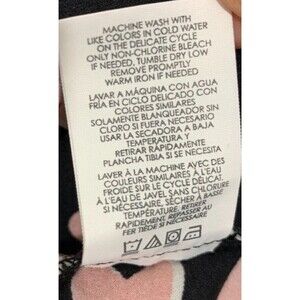 MACHINE WASH WITH
LIKE COLORS IN COLD WATER
ON THE DELICATE CYCLE
ONLY NON-CHLORINE BLEACH
IF NEEDED, TUMBLE DRY LOW
REMOVE PROMPTLY
WARM IRON IF NEEDED
LAVAR A MÁQUINA CON AGUA
FRÍA EN CICLO DELICADO CON
COLORES SIMILARES
SOLAMENTE BLANQUEADOR SIN
CLORO SI FUERA NECESARIO
USAR LA SECADORA A BAJA
TEMPERATURA Y
RETIRAR RÁPIDAMENTE
PLANCHA TIBIA SI SE NECESITA
LAVER À LA MACHINE AVEC DES
COULEURS SIMILAIRES À L'EAU
FROIDE SUR LE CYCLE DÉLICAT.
À L'EAU DE JAVEL SANS CHLORURE
SI NÉCESSAIRE, SÉCHER À BASSE
TEMPÉRATURE, RETIRER
RAPIDEMENT, REPASSER AU
FER TIÈDE SI NÉCESSAIRE